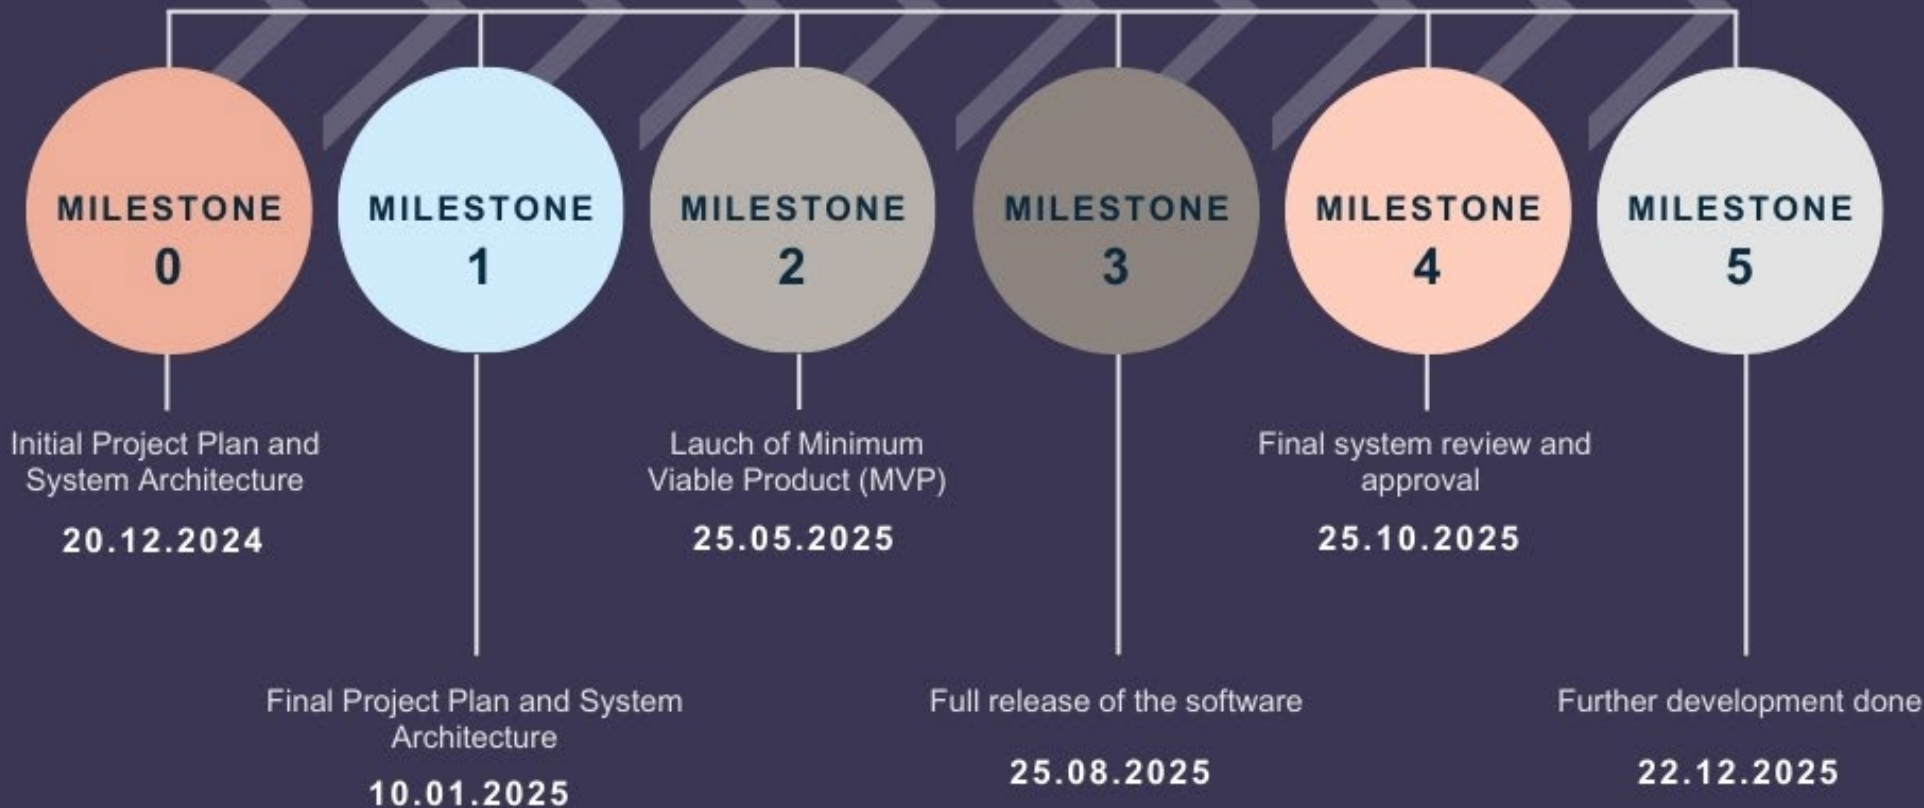 MILESTONE
0
MILESTONE
1
MILESTONE
2
MILESTONE
3
MILESTONE
4
MILESTONE
5
Initial Project Plan and
System Architecture
20.12.2024
Final Project Plan and System
Architecture
10.01.2025
Lauch of Minimum
Viable Product (MVP)
25.05.2025
Full release of the software
25.08.2025
Final system review and
approval
25.10.2025
Further development done
22.12.2025